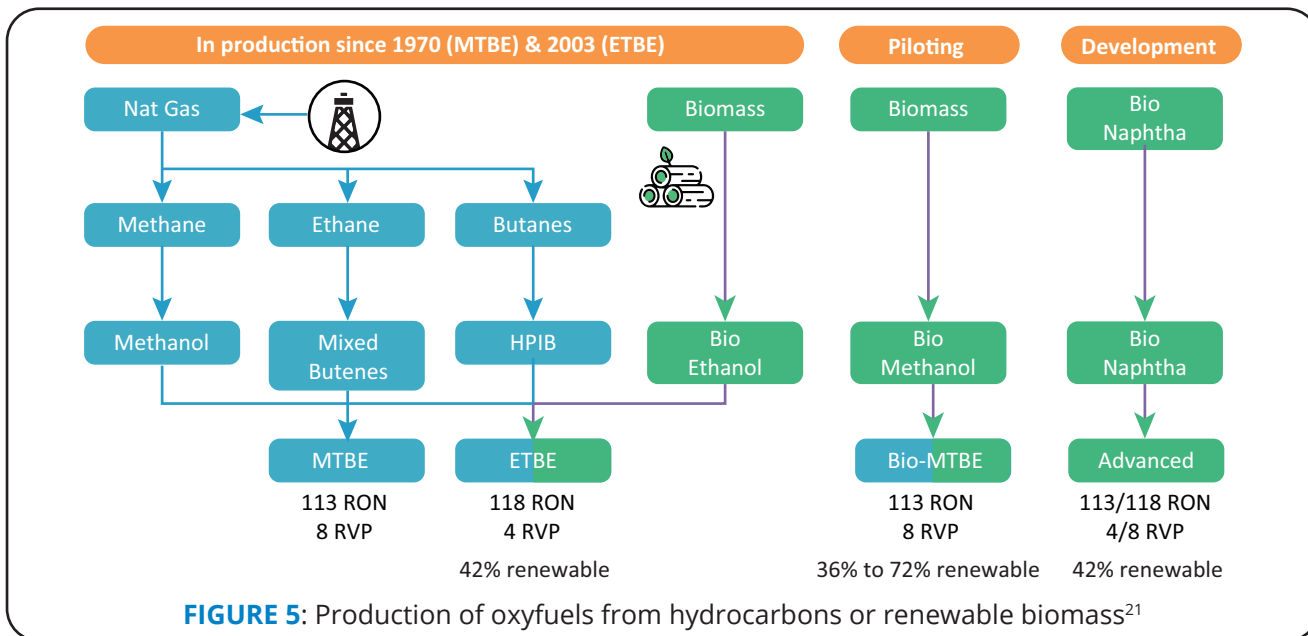 In production since 1970 (MTBE) & 2003 (ETBE)
Piloting
Development
Nat Gas
Biomass
Biomass
Bio
Naphtha
Methane
Ethane
Butanes
Methanol
Mixed
Butenes
HPIB
Bio
Ethanol
Bio
Methanol
Bio
Naphtha
MTBE
ETBE
Bio-MTBE
Advanced
113 RON
118 RON
113 RON
113/118 RON
8 RVP
4 RVP
8 RVP
4/8 RVP
42% renewable
36% to 72% renewable
42% renewable
FIGURE 5: Production of oxyfuels from hydrocarbons or renewable biomass²¹